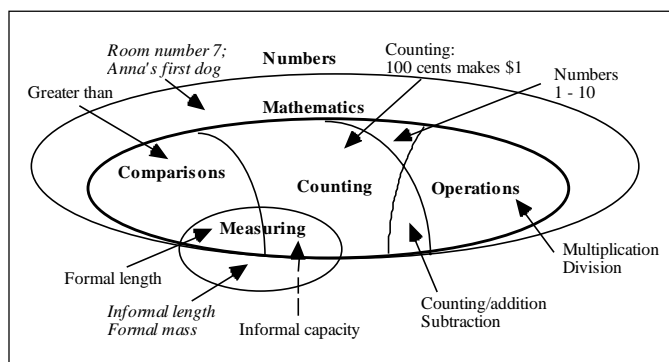 Room number 7;
Anna's first dog
Numbers
Counting:
100 cents makes $1
Numbers
1 - 10
Greater than
Mathematics
Comparisons
Counting
Operations
Measuring
Formal length
Multiplication
Division
Informal length
Formal mass
Informal capacity
Counting/addition
Subtraction